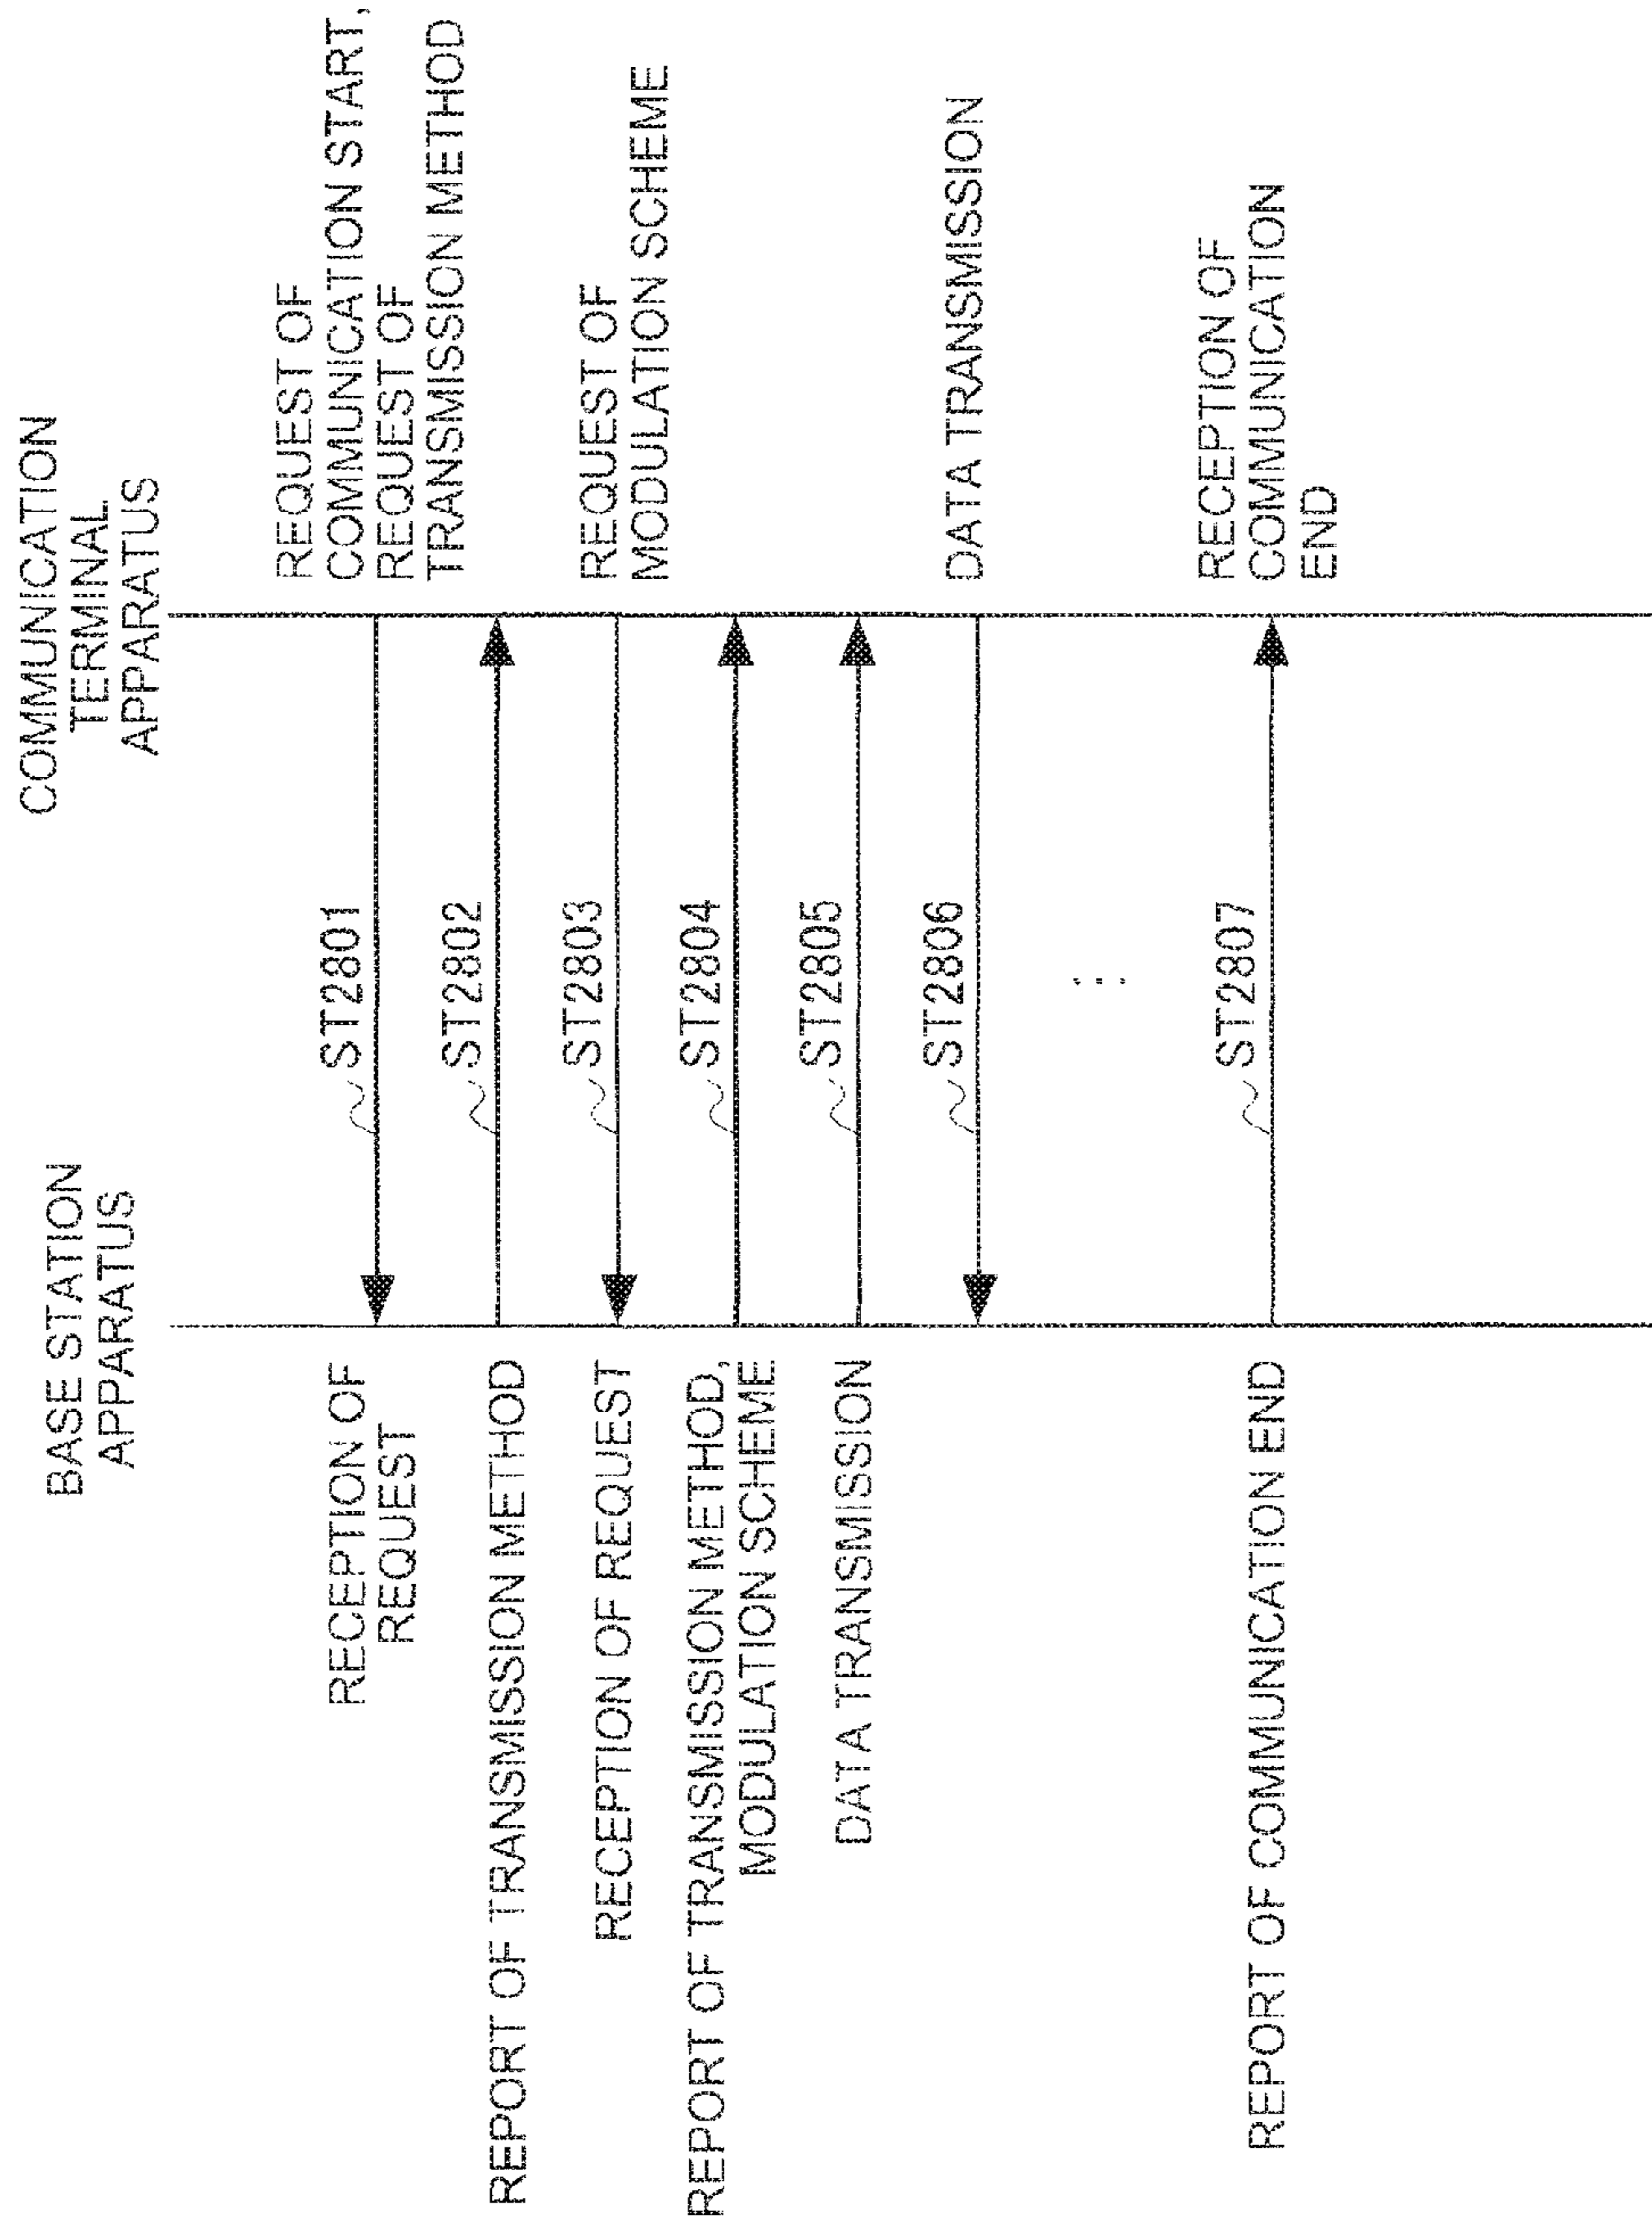 BASE STATION
APPARATUS
COMMUNICATION
TERMINAL
APPARATUS
RECEPTION OF
REQUEST
ST2801
REQUEST OF
COMMUNICATION START,
REQUEST OF
TRANSMISSION METHOD
REPORT OF TRANSMISSION METHOD
ST2802
RECEPTION OF REQUEST
ST2803
REQUEST OF
MODULATION SCHEME
REPORT OF TRANSMISSION METHOD,
MODULATION SCHEME
ST2804
DATA TRANSMISSION
ST2805
ST2806
DATA TRANSMISSION
...
REPORT OF COMMUNICATION END
ST2807
RECEPTION OF
COMMUNICATION
END